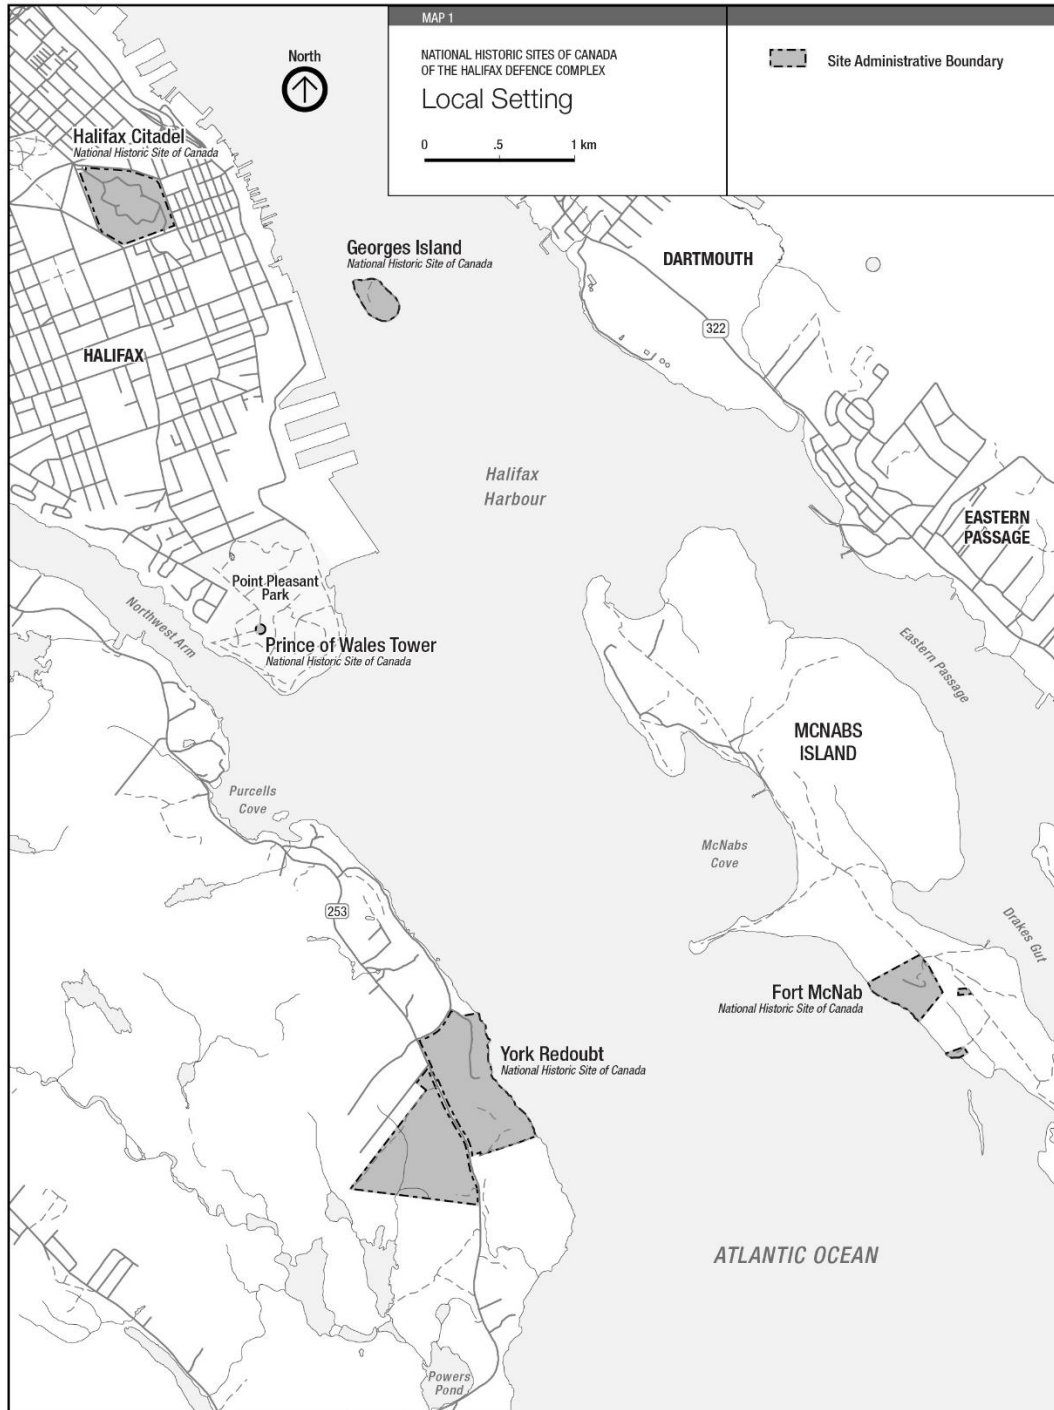 MAP 1
NATIONAL HISTORIC SITES OF CANADA
OF THE HALIFAX DEFENCE COMPLEX
Local Setting
0 .5 1 km
Site Administrative Boundary
North
Halifax Citadel
National Historic Site of Canada
Georges Island
National Historic Site of Canada
DARTMOUTH
322
HALIFAX
Halifax
Harbour
EASTERN
PASSAGE
Point Pleasant
Park
Northwest Arm
Prince of Wales Tower
National Historic Site of Canada
Eastern Passage
MCNABS
ISLAND
Purcells
Cove
McNabs
Cove
253
Drakes Gut
Fort McNab
National Historic Site of Canada
York Redoubt
National Historic Site of Canada
ATLANTIC OCEAN
Powers
Pond